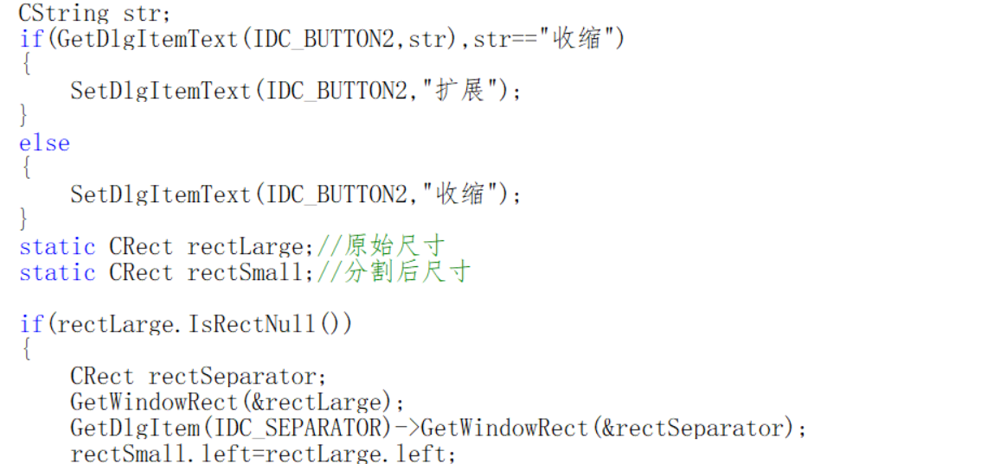 CString str;
if(GetDlgItemText(IDC_BUTTON2,str),str=="收缩")
{
    SetDlgItemText(IDC_BUTTON2,"扩展");
}
else
{
    SetDlgItemText(IDC_BUTTON2,"收缩");
}
static CRect rectLarge;//原始尺寸
static CRect rectSmall;//分割后尺寸
if(rectLarge.IsRectNull())
{
    CRect rectSeparator;
    GetWindowRect(&rectLarge);
    GetDlgItem(IDC_SEPARATOR)->GetWindowRect(&rectSeparator);
    rectSmall.left=rectLarge.left;